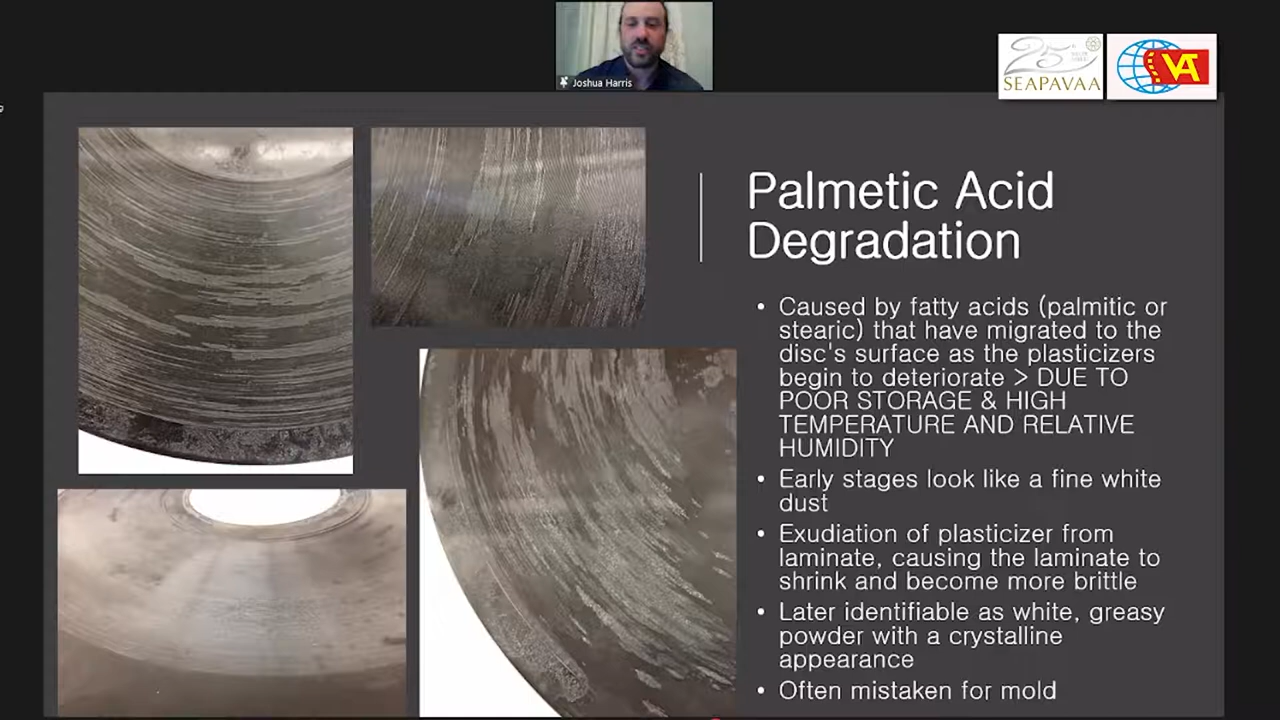 Joshua Harris
25
SEAPAVAA
VA
Palmetic Acid
Degradation
• Caused by fatty acids (palmitic or
stearic) that have migrated to the
disc's surface as the plasticizers
begin to deteriorate > DUE TO
POOR STORAGE & HIGH
TEMPERATURE AND RELATIVE
HUMIDITY
• Early stages look like a fine white
dust
• Exudiation of plasticizer from
laminate, causing the laminate to
shrink and become more brittle
• Later identifiable as white, greasy
powder with a crystalline
appearance
• Often mistaken for mold